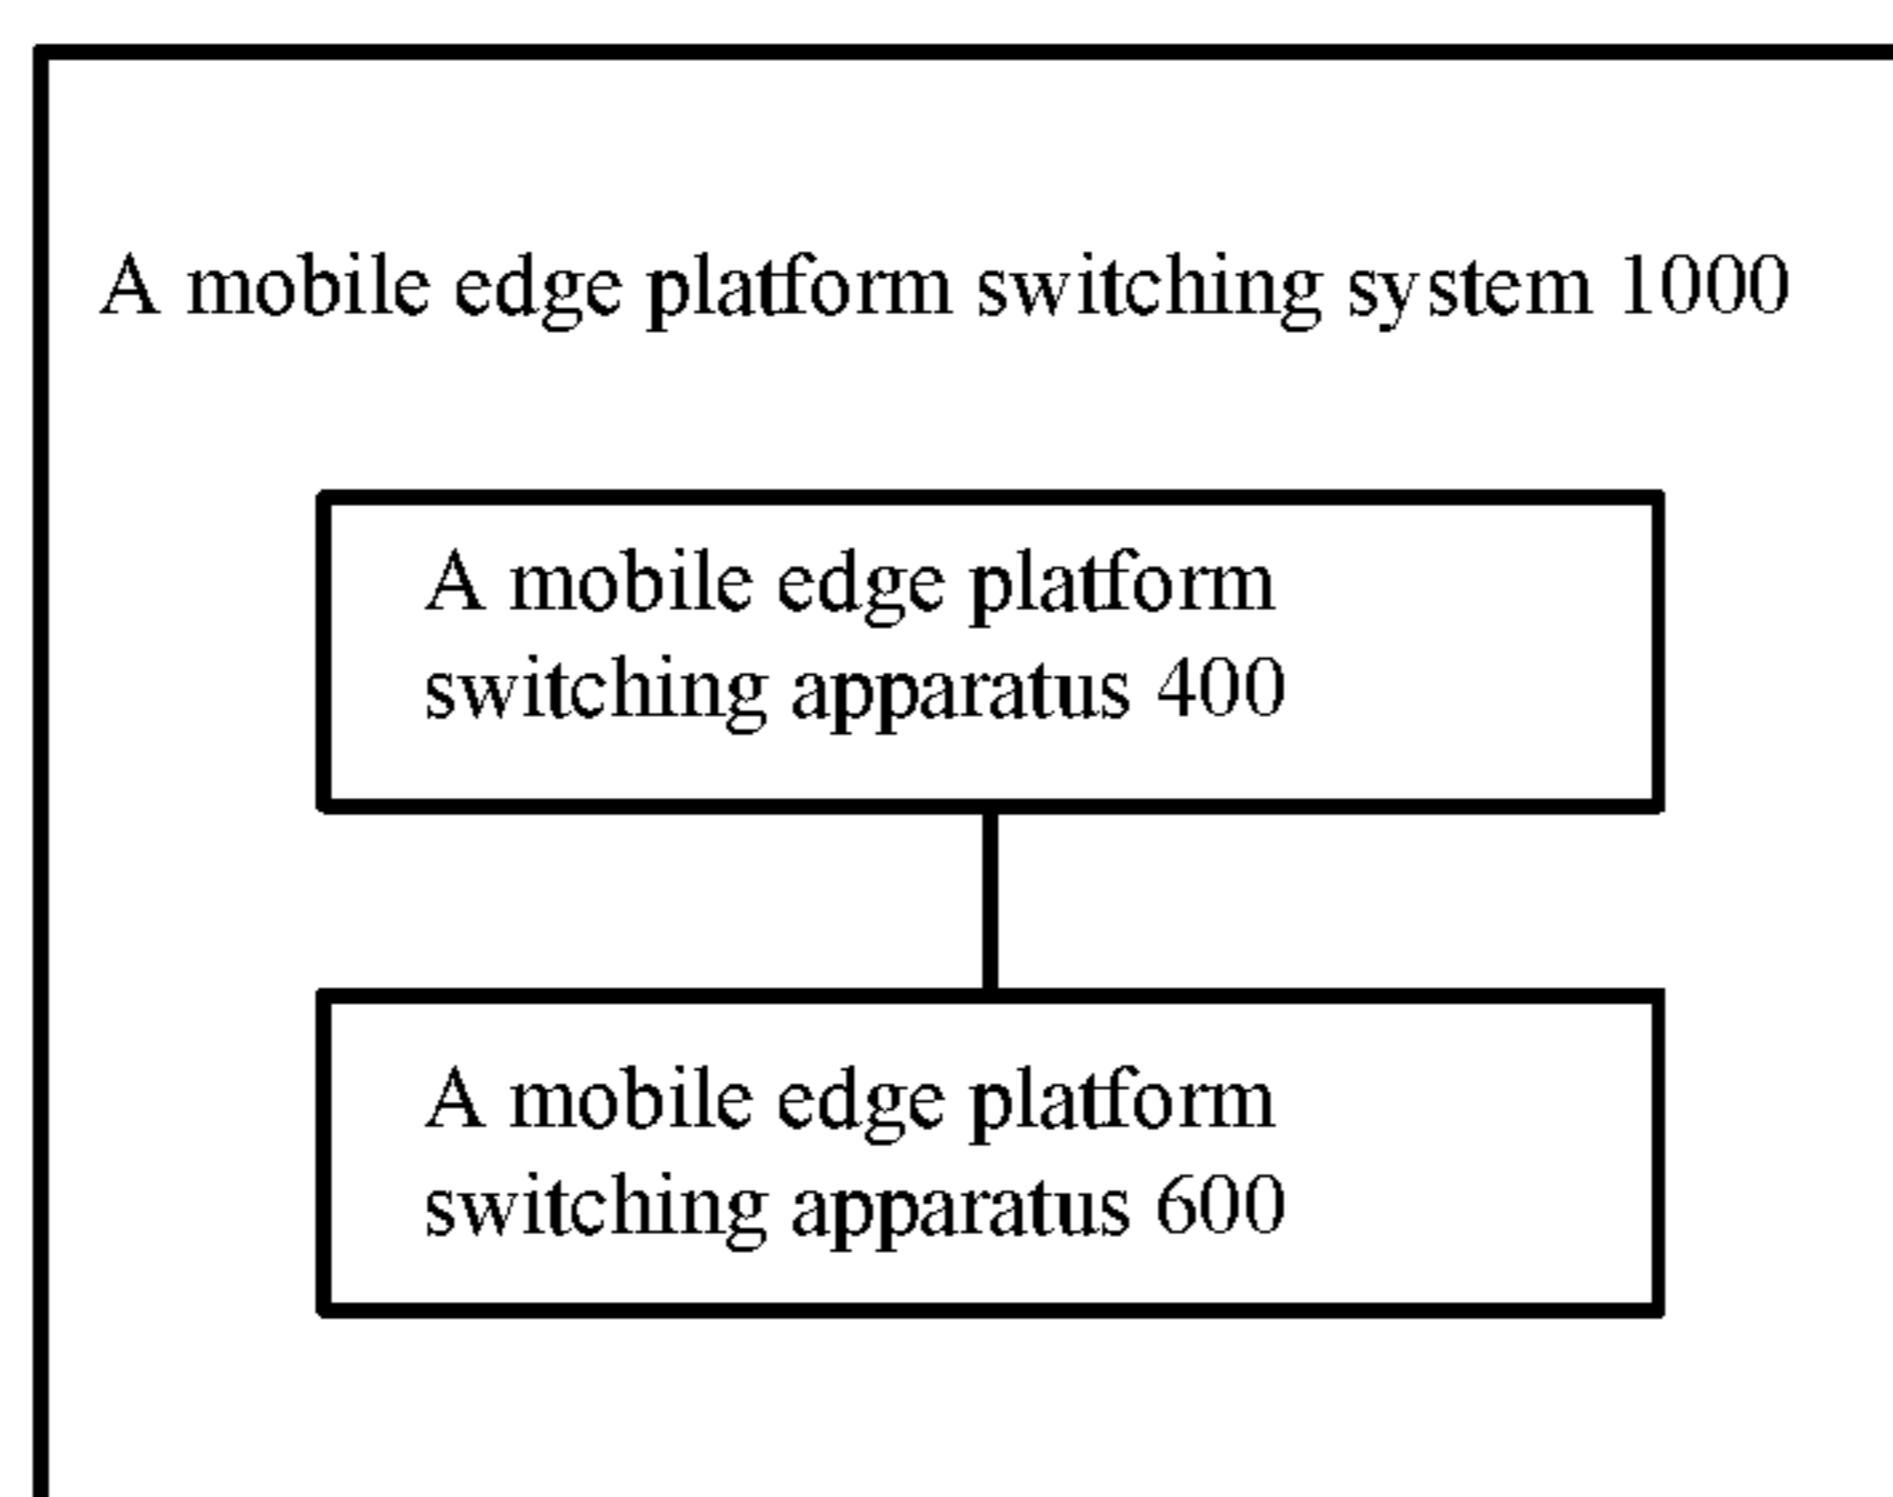 A mobile edge platform switching system 1000
A mobile edge platform
switching apparatus 400
A mobile edge platform
switching apparatus 600